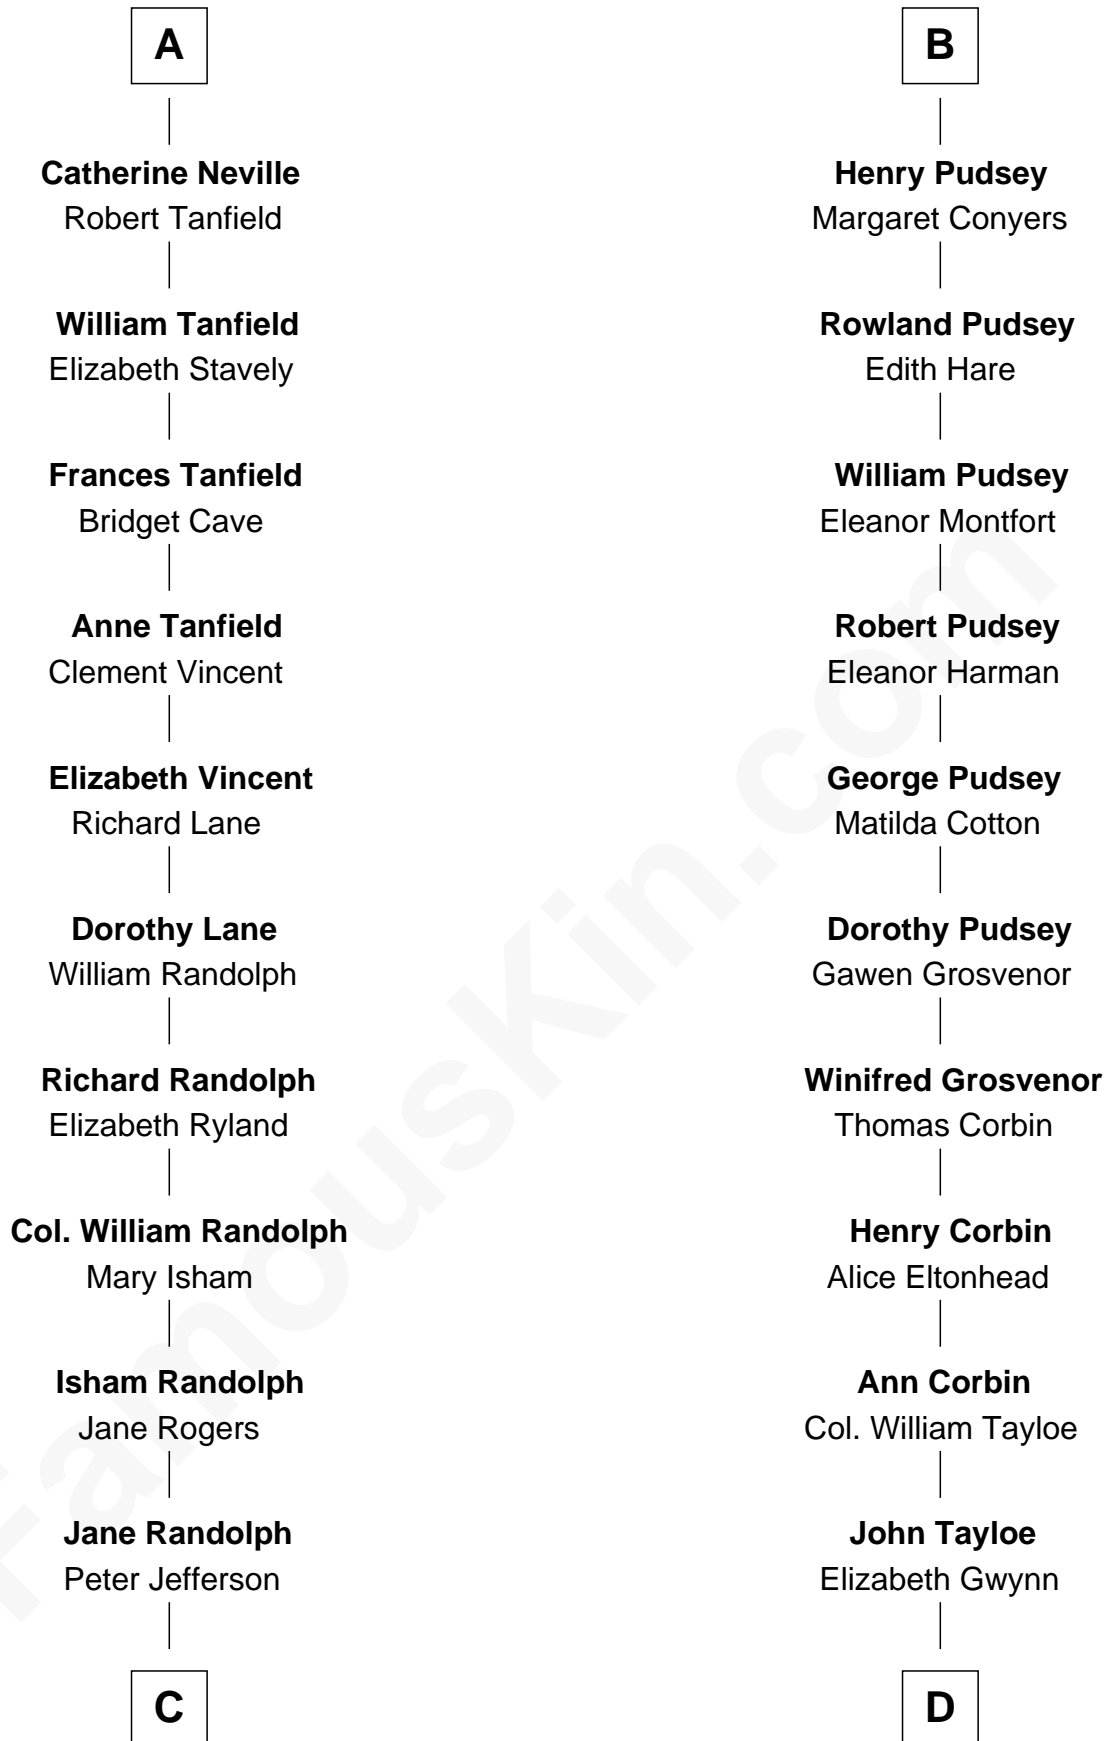 A
Catherine Neville
Robert Tanfield
William Tanfield
Elizabeth Stavely
Frances Tanfield
Bridget Cave
Anne Tanfield
Clement Vincent
Elizabeth Vincent
Richard Lane
Dorothy Lane
William Randolph
Richard Randolph
Elizabeth Ryland
Col. William Randolph
Mary Isham
Isham Randolph
Jane Rogers
Jane Randolph
Peter Jefferson
C
B
Henry Pudsey
Margaret Conyers
Rowland Pudsey
Edith Hare
William Pudsey
Eleanor Montfort
Robert Pudsey
Eleanor Harman
George Pudsey
Matilda Cotton
Dorothy Pudsey
Gawen Grosvenor
Winifred Grosvenor
Thomas Corbin
Henry Corbin
Alice Eltonhead
Ann Corbin
Col. William Tayloe
John Tayloe
Elizabeth Gwynn
D
FamousKin.com